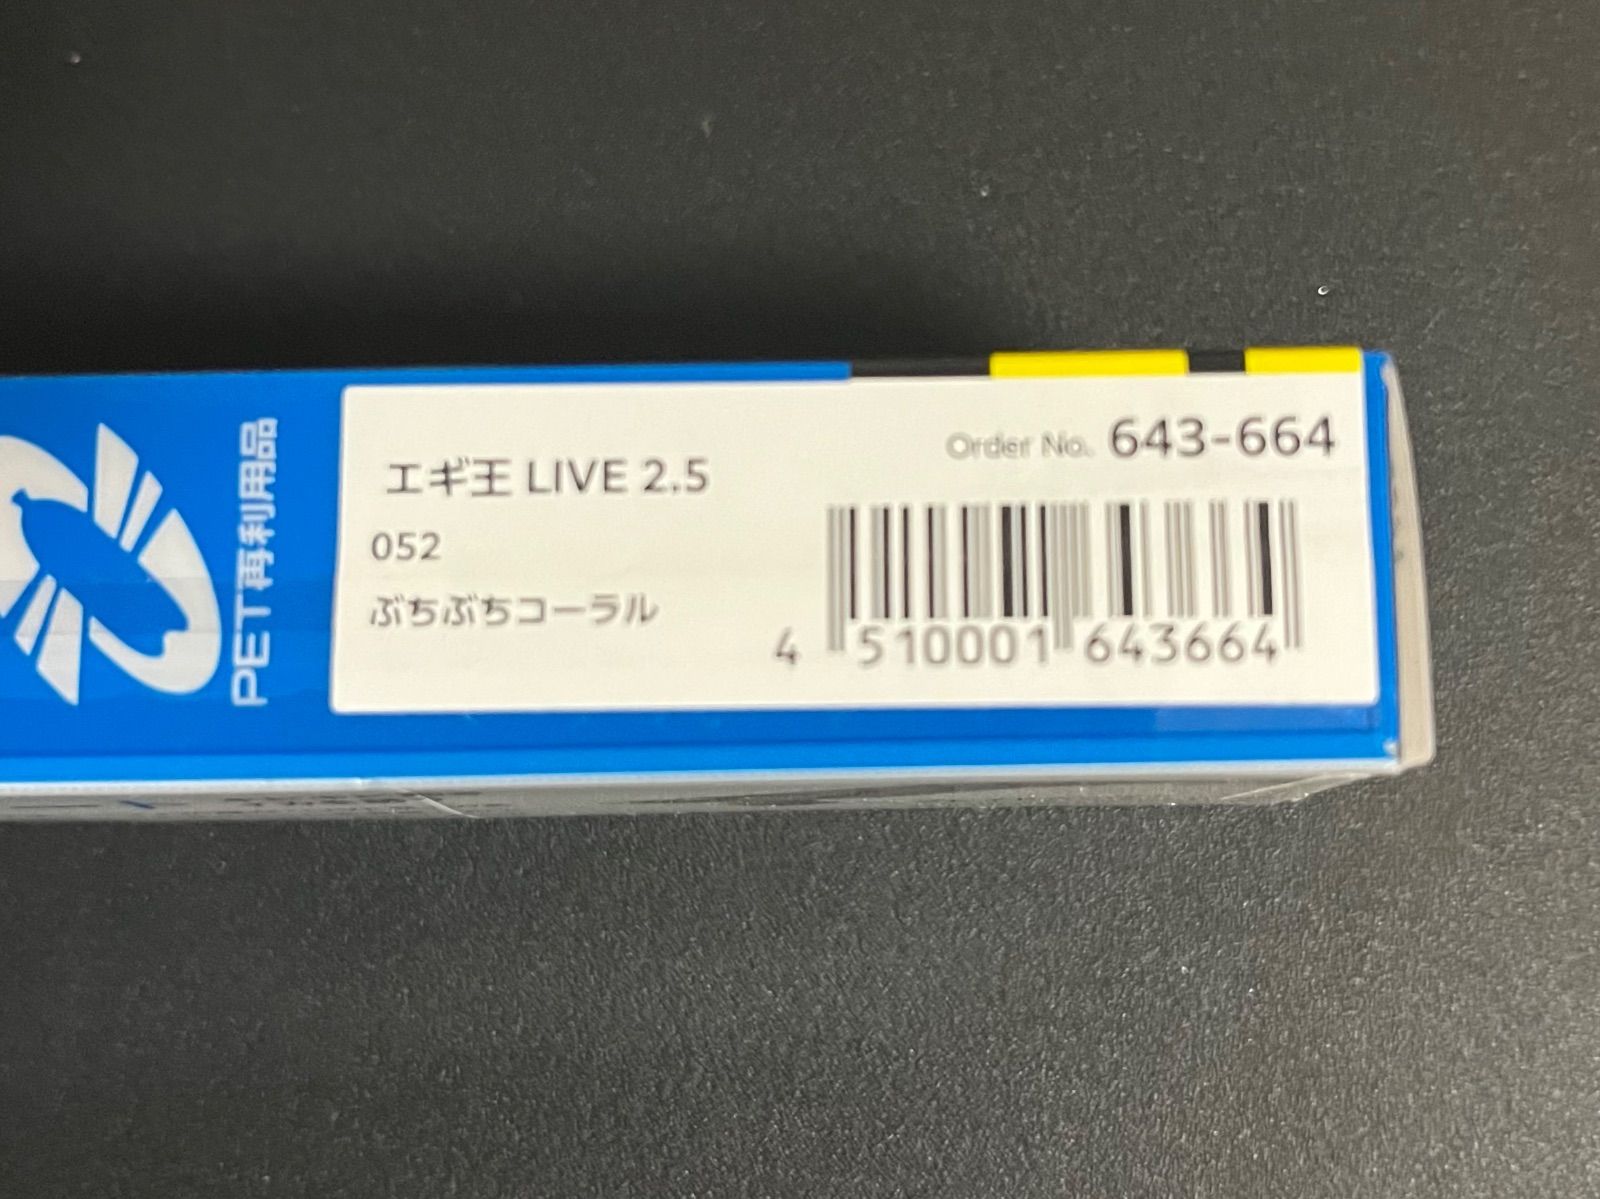 PET再利用品
エギ王 LIVE 2.5
052
ぶちぶちコーラル
Order No. 643-664
4 510001 643664